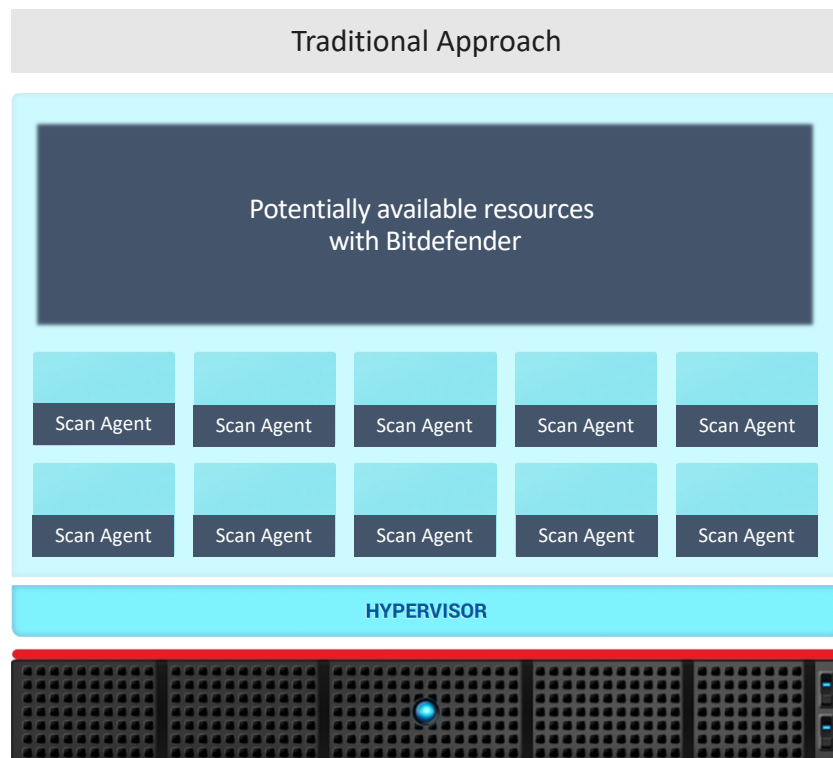 Traditional Approach
Potentially available resources
with Bitdefender
Scan Agent Scan Agent Scan Agent Scan Agent Scan Agent
Scan Agent Scan Agent Scan Agent Scan Agent Scan Agent
HYPERVISOR